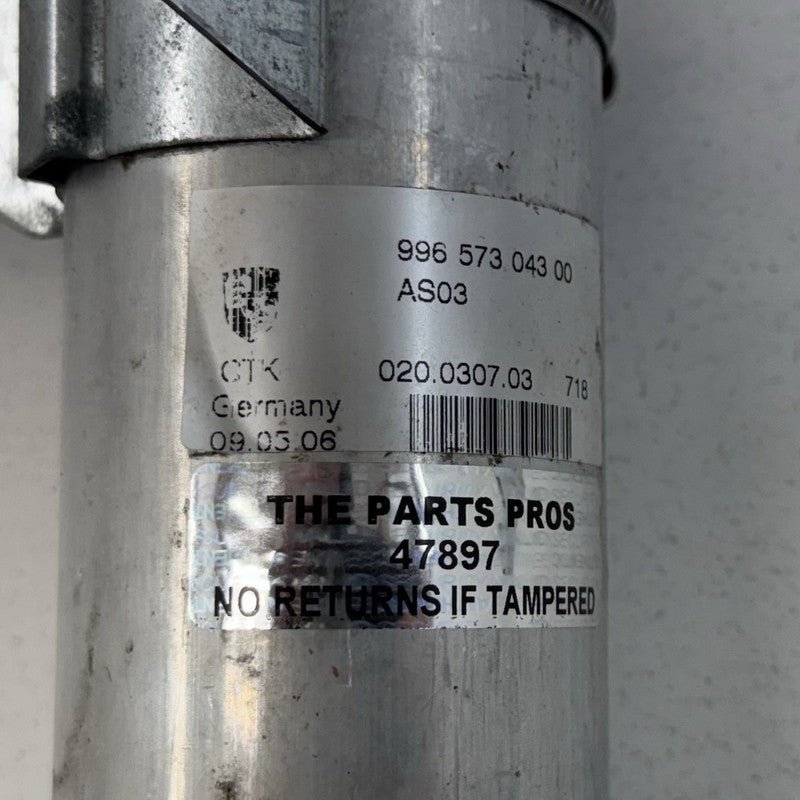 996 573 043 00
AS03
CTK
020.0307.03 718
Germany
09.05.06
THE PARTS PROS
47897
NO RETURNS IF TAMPERED